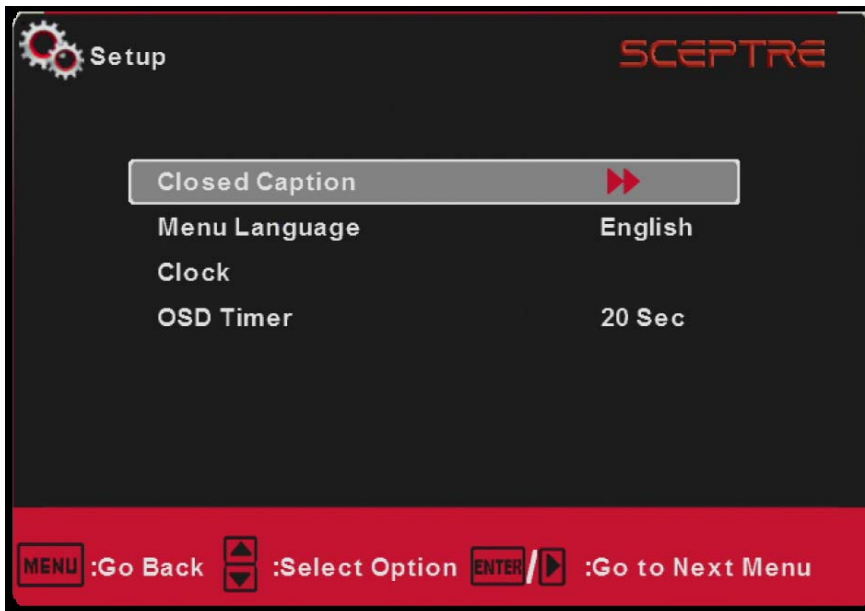 Setup SCEPTRE
Closed Caption
Menu Language English
Clock
OSD Timer 20 Sec
MENU :Go Back :Select Option ENTER / :Go to Next Menu